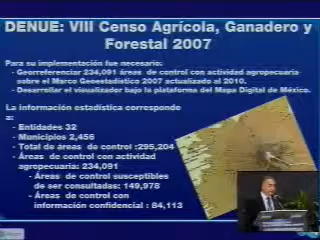 DENUE: VIII Censo Agrícola, Ganadero y
Forestal 2007
Para su implementación fue necesario:
- Georreferenciar 234,091 áreas de control con actividad agropecuaria
sobre el Marco Geoestadístico 2007 actualizado al 2010.
- Desarrollar el visualizador bajo la plataforma del Mapa Digital de México.
La información estadística corresponde
a:
- Entidades 32
- Municipios 2,456
- Total de áreas de control :295,204
- Áreas de control con actividad
agropecuaria: 234,091
- Áreas de control susceptibles
de ser consultadas: 149,978
- Áreas de control con
información confidencial : 84,113